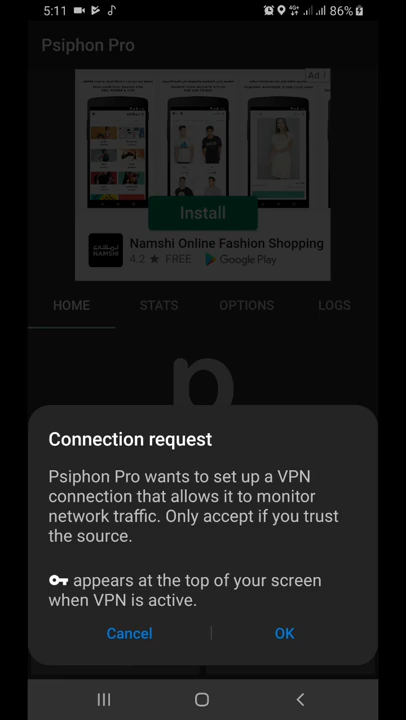 5:11
4G+
86%
Psiphon Pro
Ad
Install
Namshi Online Fashion Shopping
NAMSHI
4.2 ★ FREE
Google Play
HOME
STATS
OPTIONS
LOGS
p
Connection request
Psiphon Pro wants to set up a VPN
connection that allows it to monitor
network traffic. Only accept if you trust
the source.
appears at the top of your screen
when VPN is active.
Cancel
OK